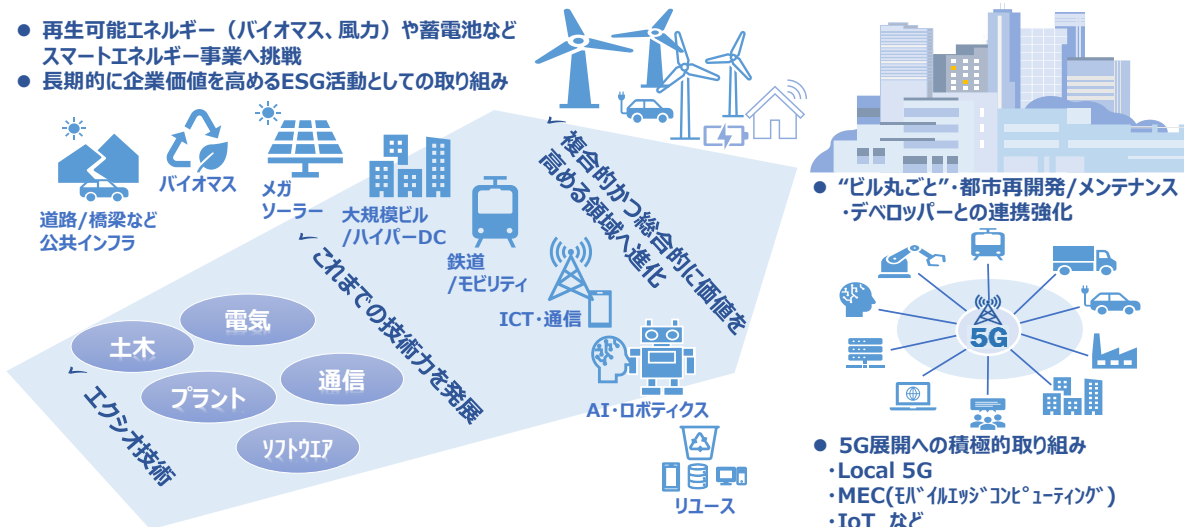 ● 再生可能エネルギー（バイオマス、風力）や蓄電池など
スマートエネルギー事業へ挑戦
● 長期的に企業価値を高めるESG活動としての取り組み
道路/橋梁など
公共インフラ
バイオマス
メガ
ソーラー
大規模ビル
/ハイパーDC
鉄道
/モビリティ
ICT・通信
AI・ロボティクス
リユース
✓ エクシオ技術
土木
電気
プラント
通信
ソフトウエア
✓ これまでの技術力を発展
✓ 複合的かつ総合的に価値を
高める領域へ進化
● “ビル丸ごと”・都市再開発/メンテナンス
・デベロッパーとの連携強化
5G
● 5G展開への積極的取り組み
・Local 5G
・MEC(ﾓﾊﾞｲﾙｴｯｼﾞｺﾝﾋﾟｭｰﾃｨﾝｸﾞ)
・IoT など